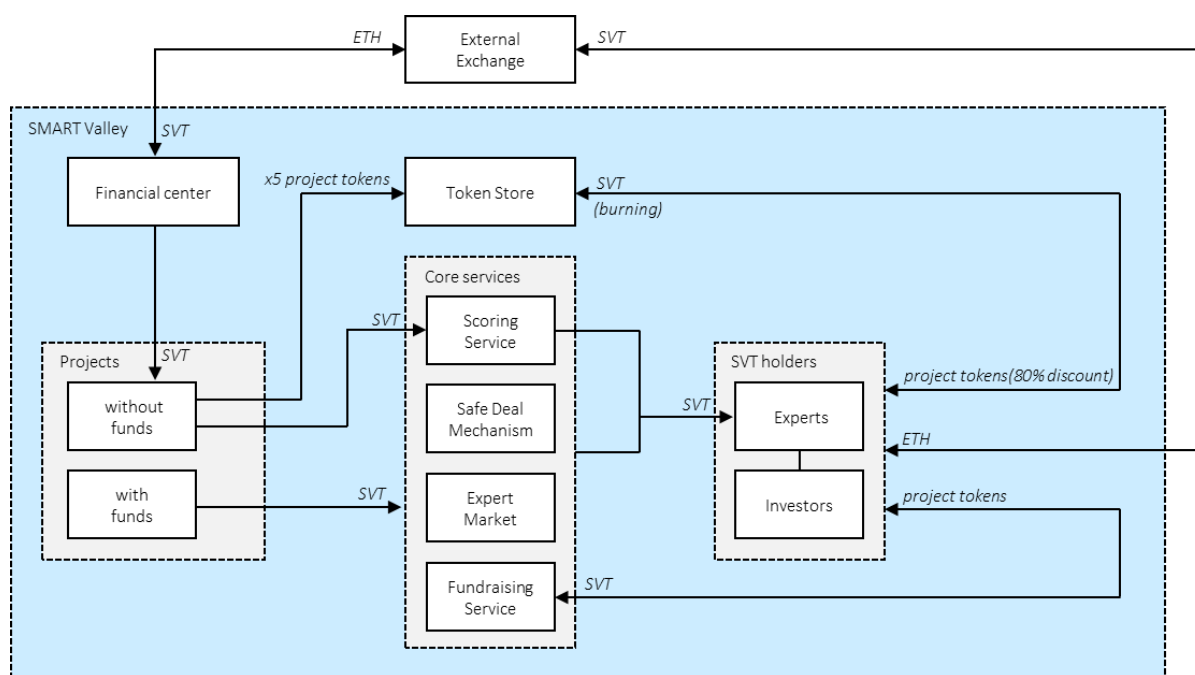 ETH
External
Exchange
SVT
SMART Valley
SVT
Financial center
x5 project tokens
Token Store
SVT
(burning)
Core services
SVT
Scoring
Service
Projects
SVT
SVT holders
without
funds
Safe Deal
Mechanism
SVT
Experts
project tokens(80% discount)
ETH
with
funds
SVT
Expert
Market
Investors
project tokens
Fundraising
Service
SVT